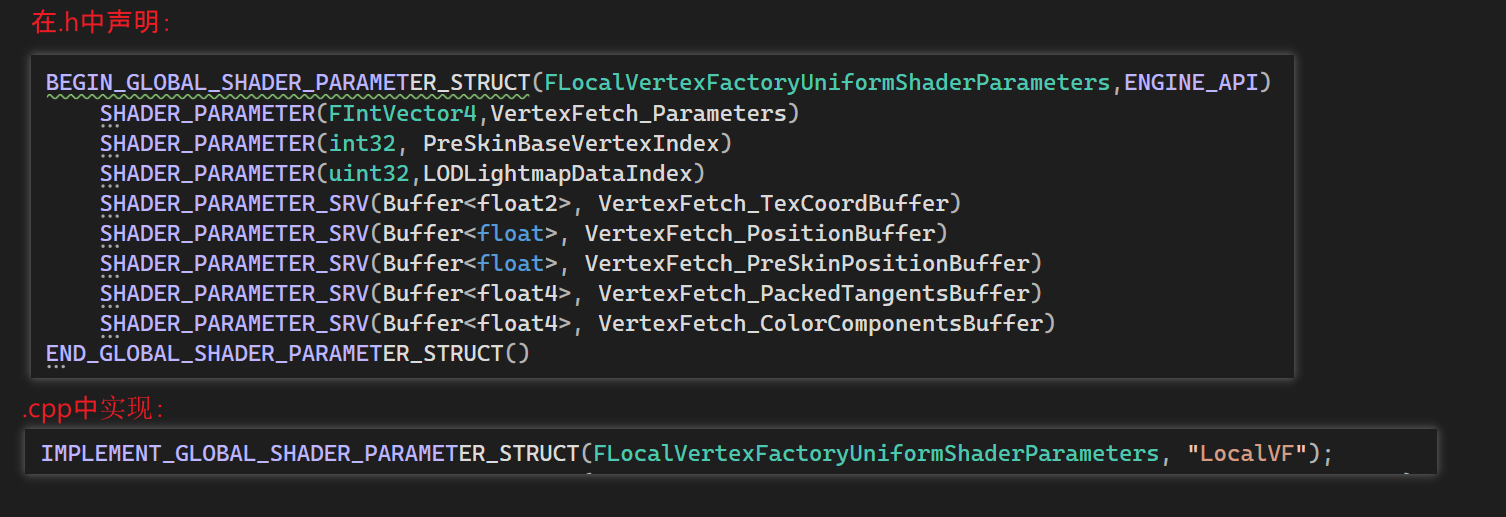 在.h中声明：
BEGIN_GLOBAL_SHADER_PARAMETER_STRUCT(FLocalVertexFactoryUniformShaderParameters,ENGINE_API)
SHADER_PARAMETER(FIntVector4,VertexFetch_Parameters)
SHADER_PARAMETER(int32, PreSkinBaseVertexIndex)
SHADER_PARAMETER(uint32,LODLightmapDataIndex)
SHADER_PARAMETER_SRV(Buffer<float2>, VertexFetch_TexCoordBuffer)
SHADER_PARAMETER_SRV(Buffer<float>, VertexFetch_PositionBuffer)
SHADER_PARAMETER_SRV(Buffer<float>, VertexFetch_PreSkinPositionBuffer)
SHADER_PARAMETER_SRV(Buffer<float4>, VertexFetch_PackedTangentsBuffer)
SHADER_PARAMETER_SRV(Buffer<float4>, VertexFetch_ColorComponentsBuffer)
END_GLOBAL_SHADER_PARAMETER_STRUCT()
.cpp中实现：
IMPLEMENT_GLOBAL_SHADER_PARAMETER_STRUCT(FLocalVertexFactoryUniformShaderParameters, "LocalVF");